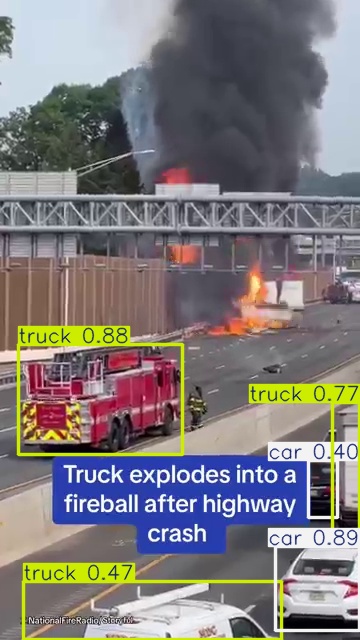 truck 0.88
truck 0.77
car 0.40
Truck explodes into a
fireball after highway
crash
car 0.89
truck 0.47